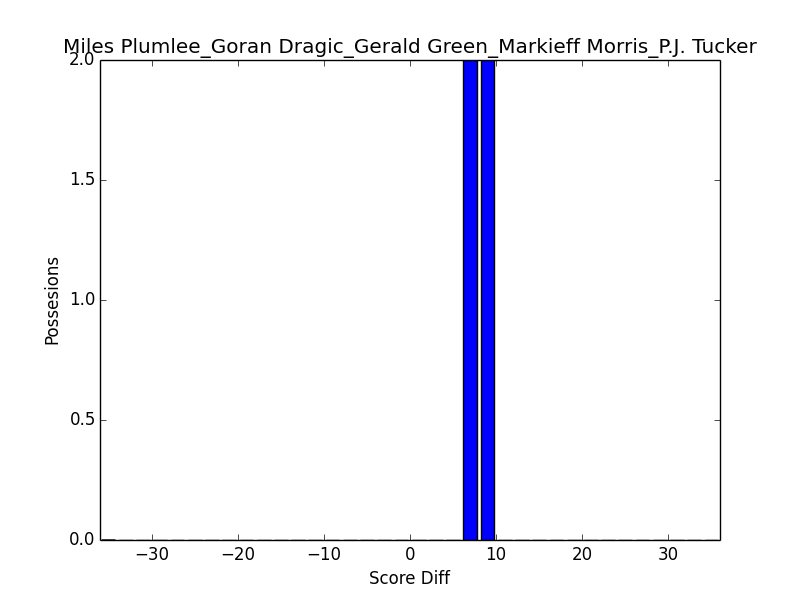 Miles Plumlee_Goran Dragic_Gerald Green_Markieff Morris_P.J. Tucker
2.0
1.5
1.0
0.5
0.0
Possesions
−30 −20 −10 0 10 20 30
Score Diff